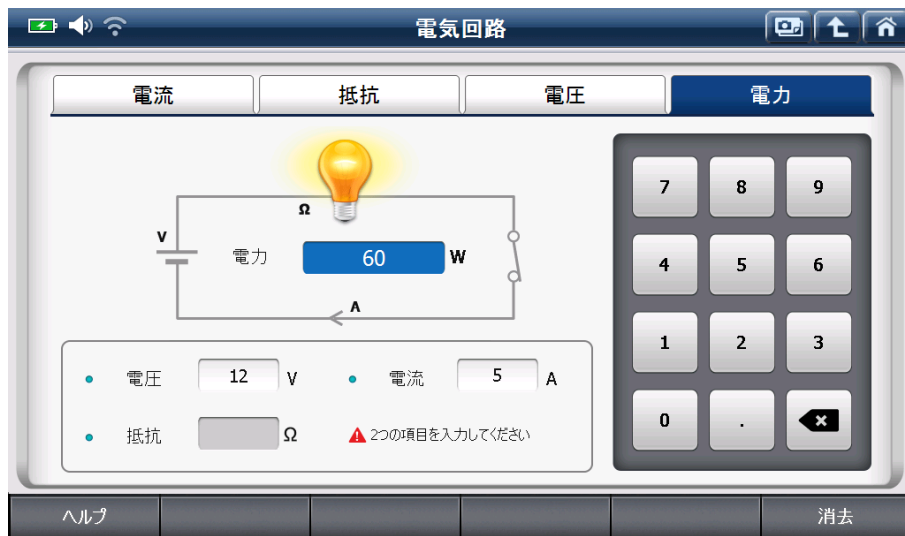 電気回路
電流 抵抗 電圧 電力
Ω
V
電力 60 W
A
電圧 12 V 電流 5 A
抵抗 Ω 2つの項目を入力してください
7 8 9
4 5 6
1 2 3
0 .
ヘルプ 消去